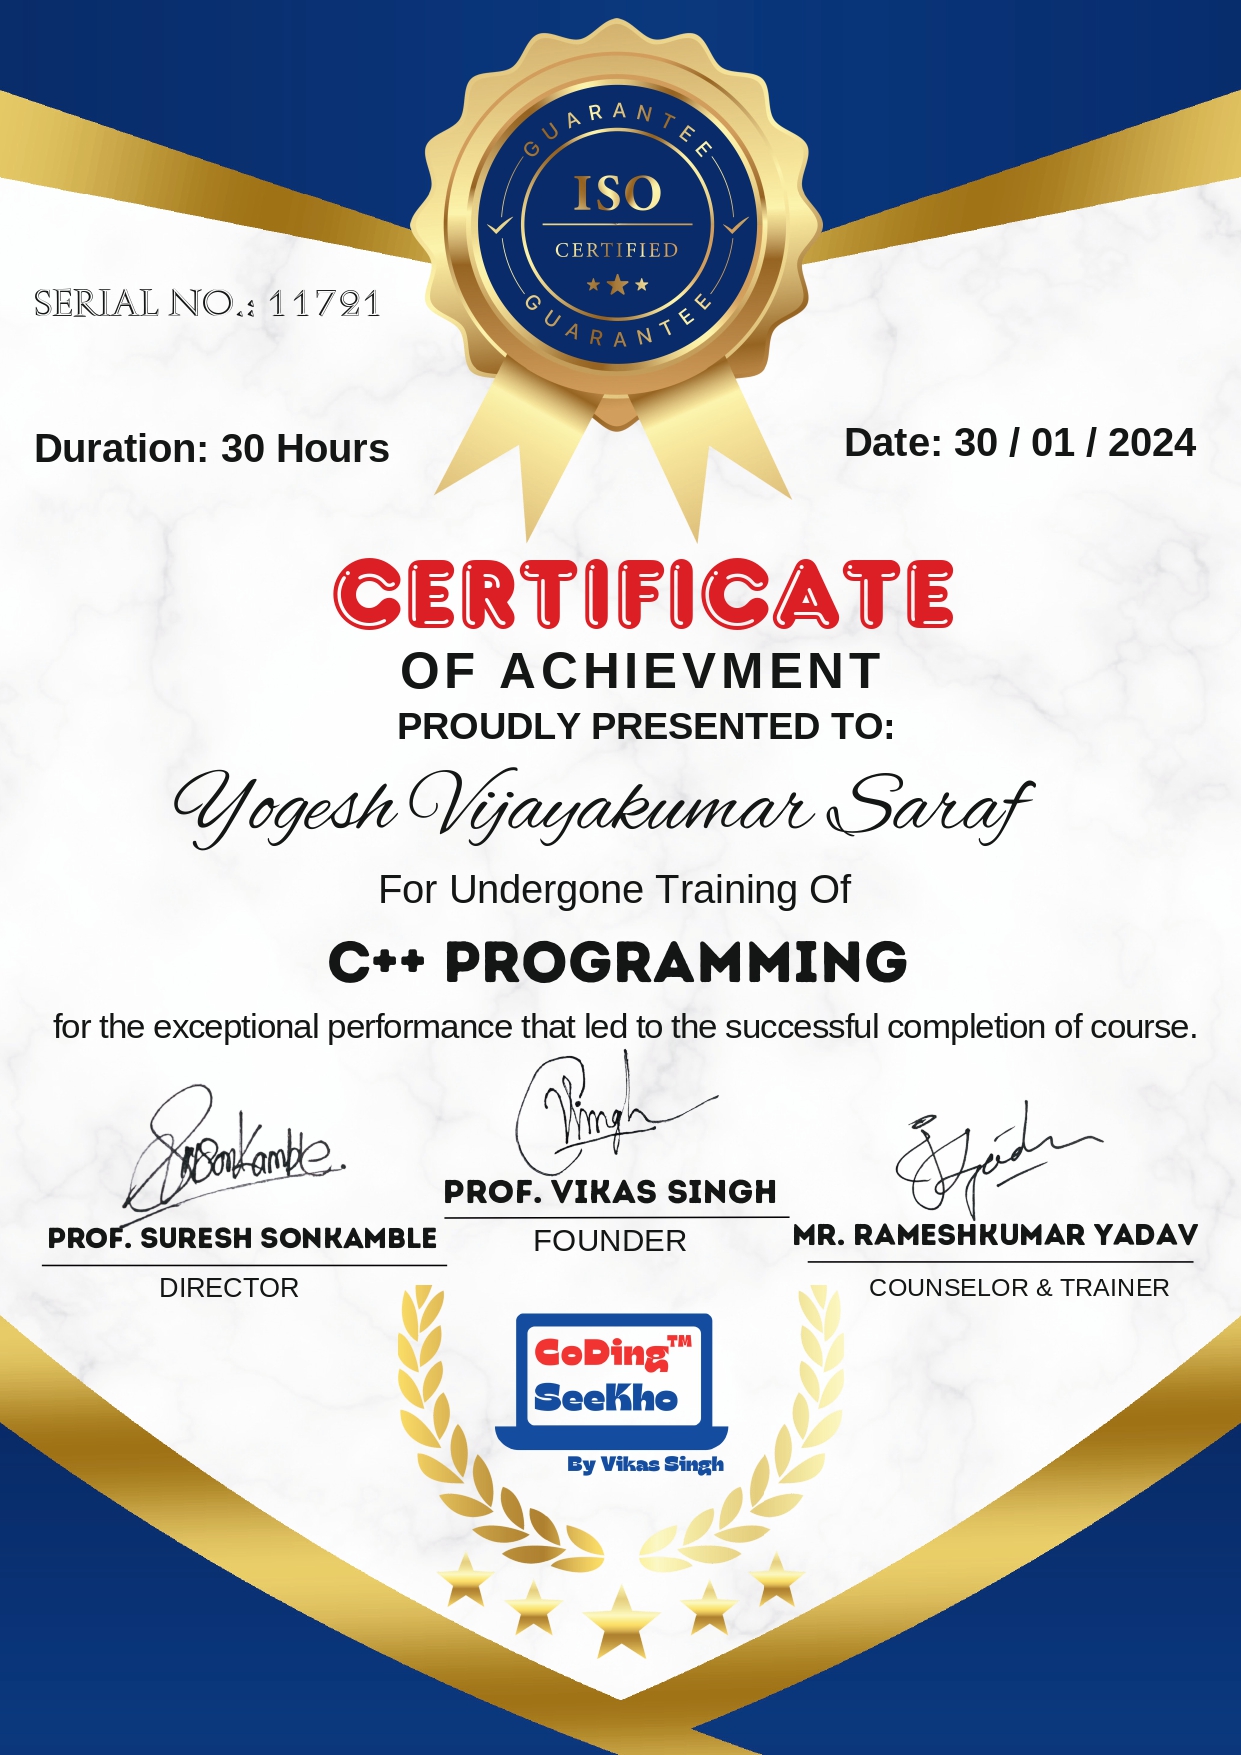 GUARANTEE
ISO
CERTIFIED
GUARANTEE
SERIAL NO.: 11721
Duration: 30 Hours
Date: 30 / 01 / 2024
CERTIFICATE
OF ACHIEVMENT
PROUDLY PRESENTED TO:
Yogesh Vijayakumar Saraf
For Undergone Training Of
C++ PROGRAMMING
for the exceptional performance that led to the successful completion of course.
Singh
SSonkamble.
PROF. VIKAS SINGH
FOUNDER
PROF. SURESH SONKAMBLE
DIRECTOR
MR. RAMESHKUMAR YADAV
COUNSELOR & TRAINER
CoDing™
SeeKho
By Vikas Singh